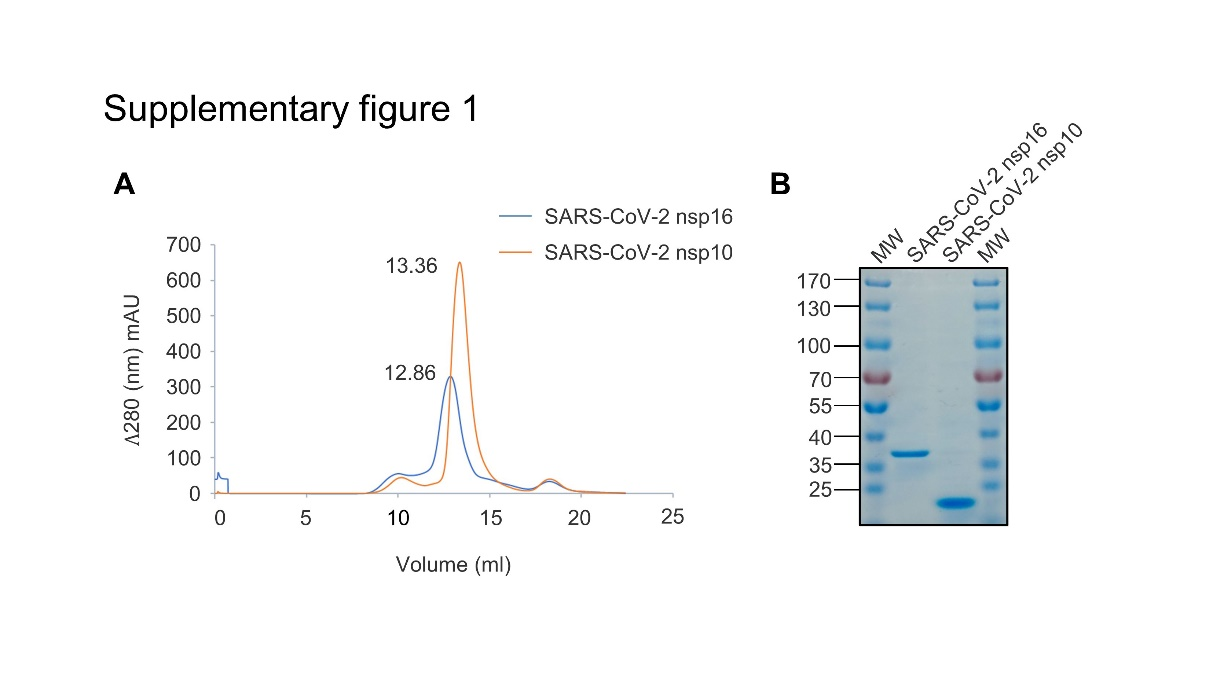 Supplementary figure 1
A
SARS-CoV-2 nsp16
SARS-CoV-2 nsp10
700
600
500
400
300
200
100
0
Λ280 (nm) mAU
13.36
12.86
0 5 10 15 20 25
Volume (ml)
B
MW
SARS-CoV-2 nsp16
SARS-CoV-2 nsp10
MW
170
130
100
70
55
40
35
25